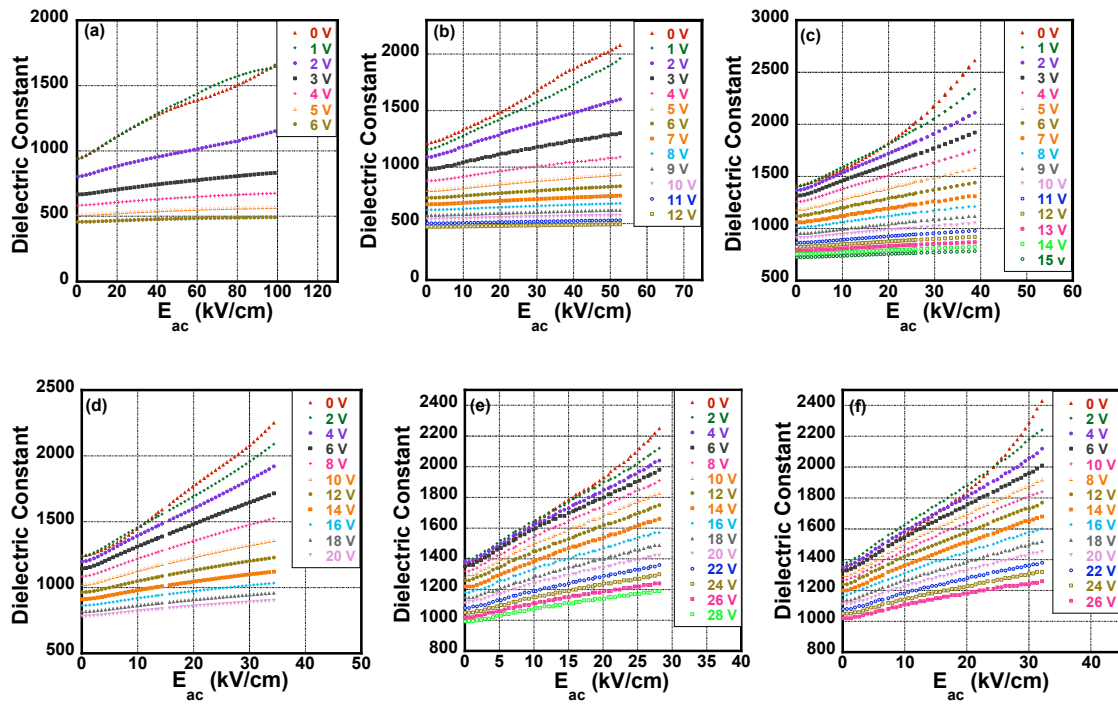 (a)
Dielectric Constant
2000
1500
1000
500
0
0 20 40 60 80 100 120
E ac (kV/cm)
0 V
1 V
2 V
3 V
4 V
5 V
6 V
(b)
Dielectric Constant
2000
1500
1000
500
0
0 10 20 30 40 50 60 70
E ac (kV/cm)
0 V
1 V
2 V
3 V
4 V
5 V
6 V
7 V
8 V
9 V
10 V
11 V
12 V
(c)
Dielectric Constant
3000
2500
2000
1500
1000
500
0 10 20 30 40 50 60
E ac (kV/cm)
0 V
1 V
2 V
3 V
4 V
5 V
6 V
7 V
8 V
9 V
10 V
11 V
12 V
13 V
14 V
15 v
(d)
Dielectric Constant
2500
2000
1500
1000
500
0 10 20 30 40 50
E ac (kV/cm)
0 V
2 V
4 V
6 V
8 V
10 V
12 V
14 V
16 V
18 V
20 V
(e)
Dielectric Constant
2400
2200
2000
1800
1600
1400
1200
1000
800
0 5 10 15 20 25 30 35 40
E ac (kV/cm)
0 V
2 V
4 V
6 V
8 V
10 V
12 V
14 V
16 V
18 V
20 V
22 V
24 V
26 V
28 V
(f)
Dielectric Constant
2400
2200
2000
1800
1600
1400
1200
1000
800
0 10 20 30 40
E ac (kV/cm)
0 V
2 V
4 V
6 V
10 V
8 V
12 V
14 V
16 V
18 V
20 V
22 V
24 V
26 V